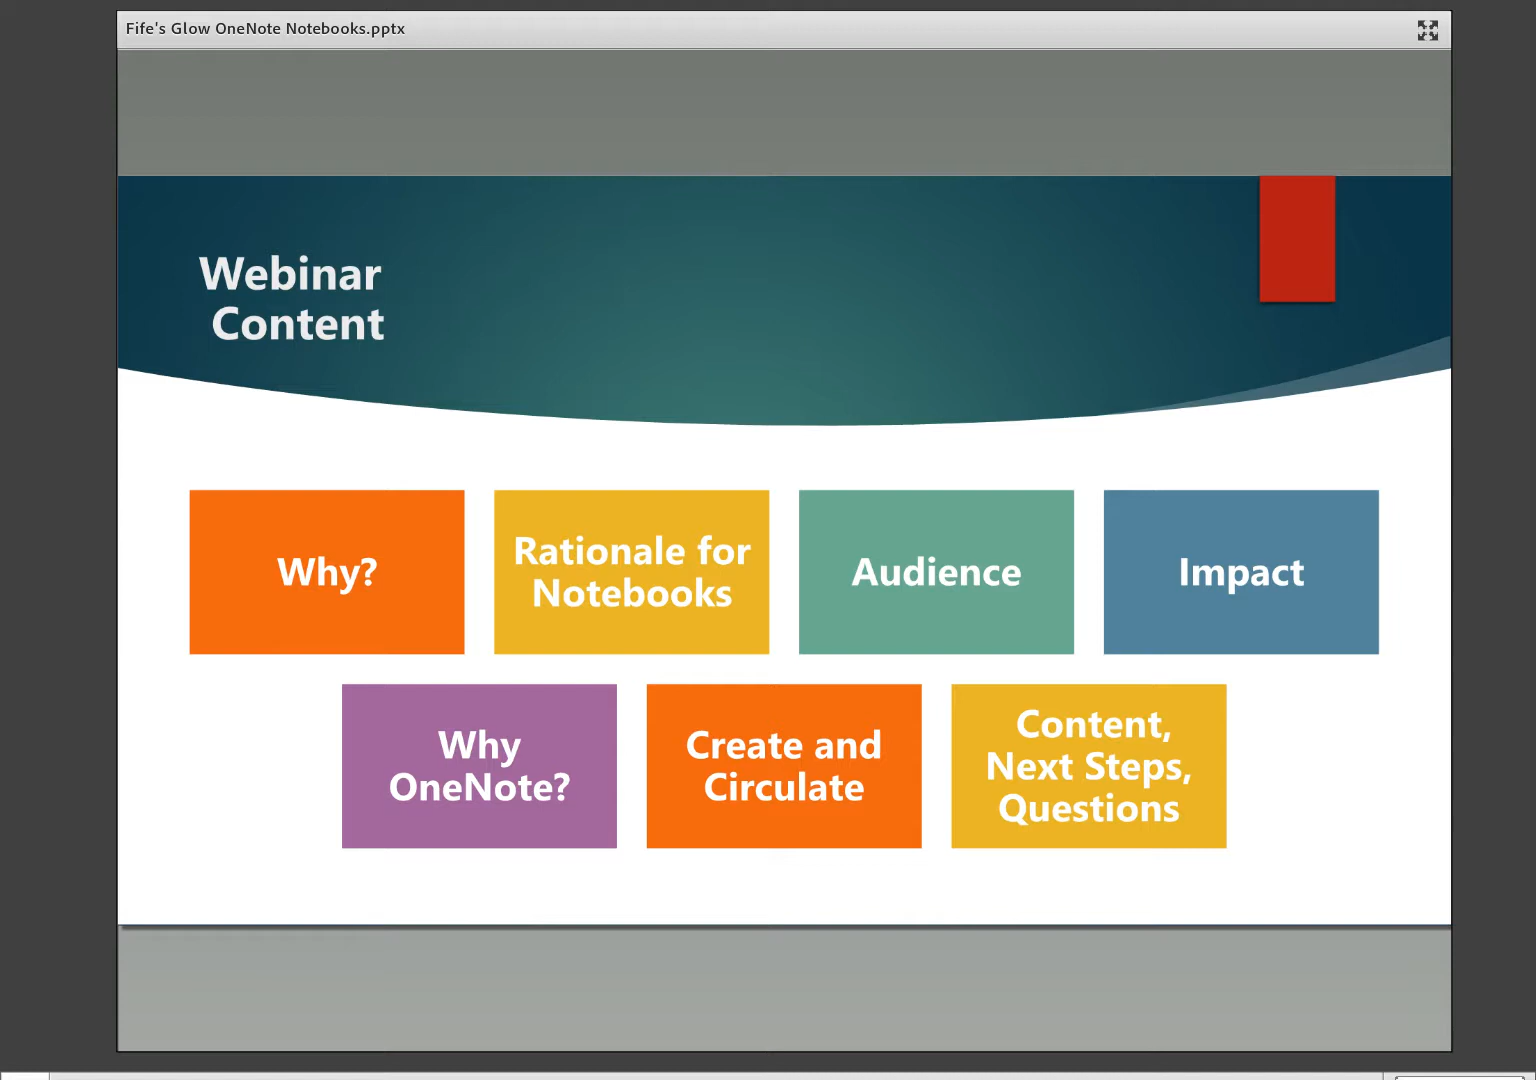 Fife's Glow OneNote Notebooks.pptx
Webinar
Content
Why?
Rationale for
Notebooks
Audience
Impact
Why
OneNote?
Create and
Circulate
Content,
Next Steps,
Questions